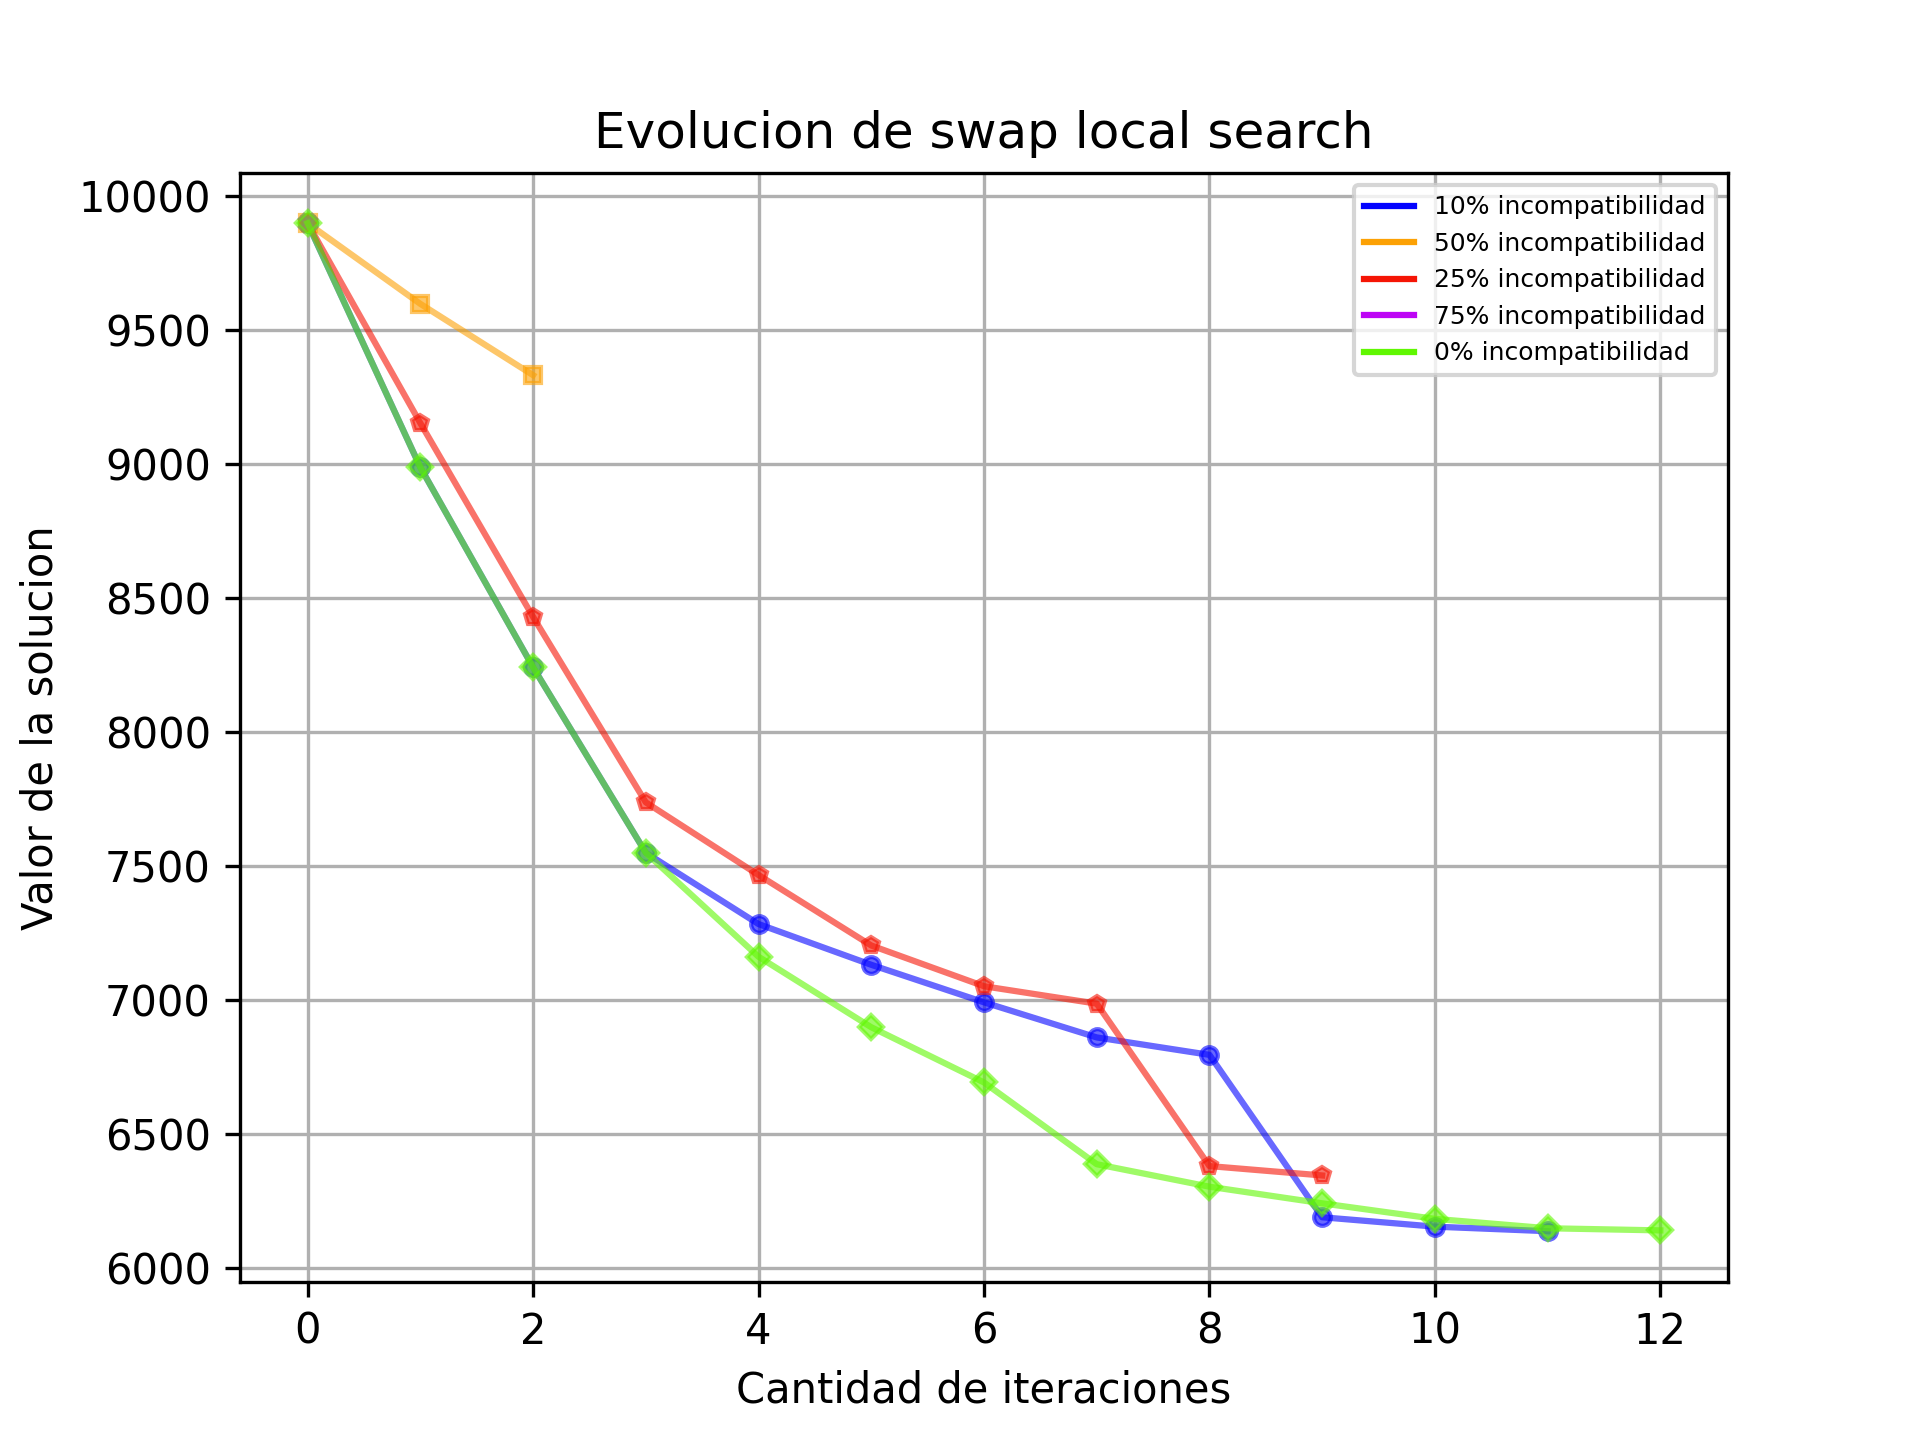 Evolucion de swap local search
10% incompatibilidad
50% incompatibilidad
25% incompatibilidad
75% incompatibilidad
0% incompatibilidad
Valor de la solucion
10000
9500
9000
8500
8000
7500
7000
6500
6000
0 2 4 6 8 10 12
Cantidad de iteraciones